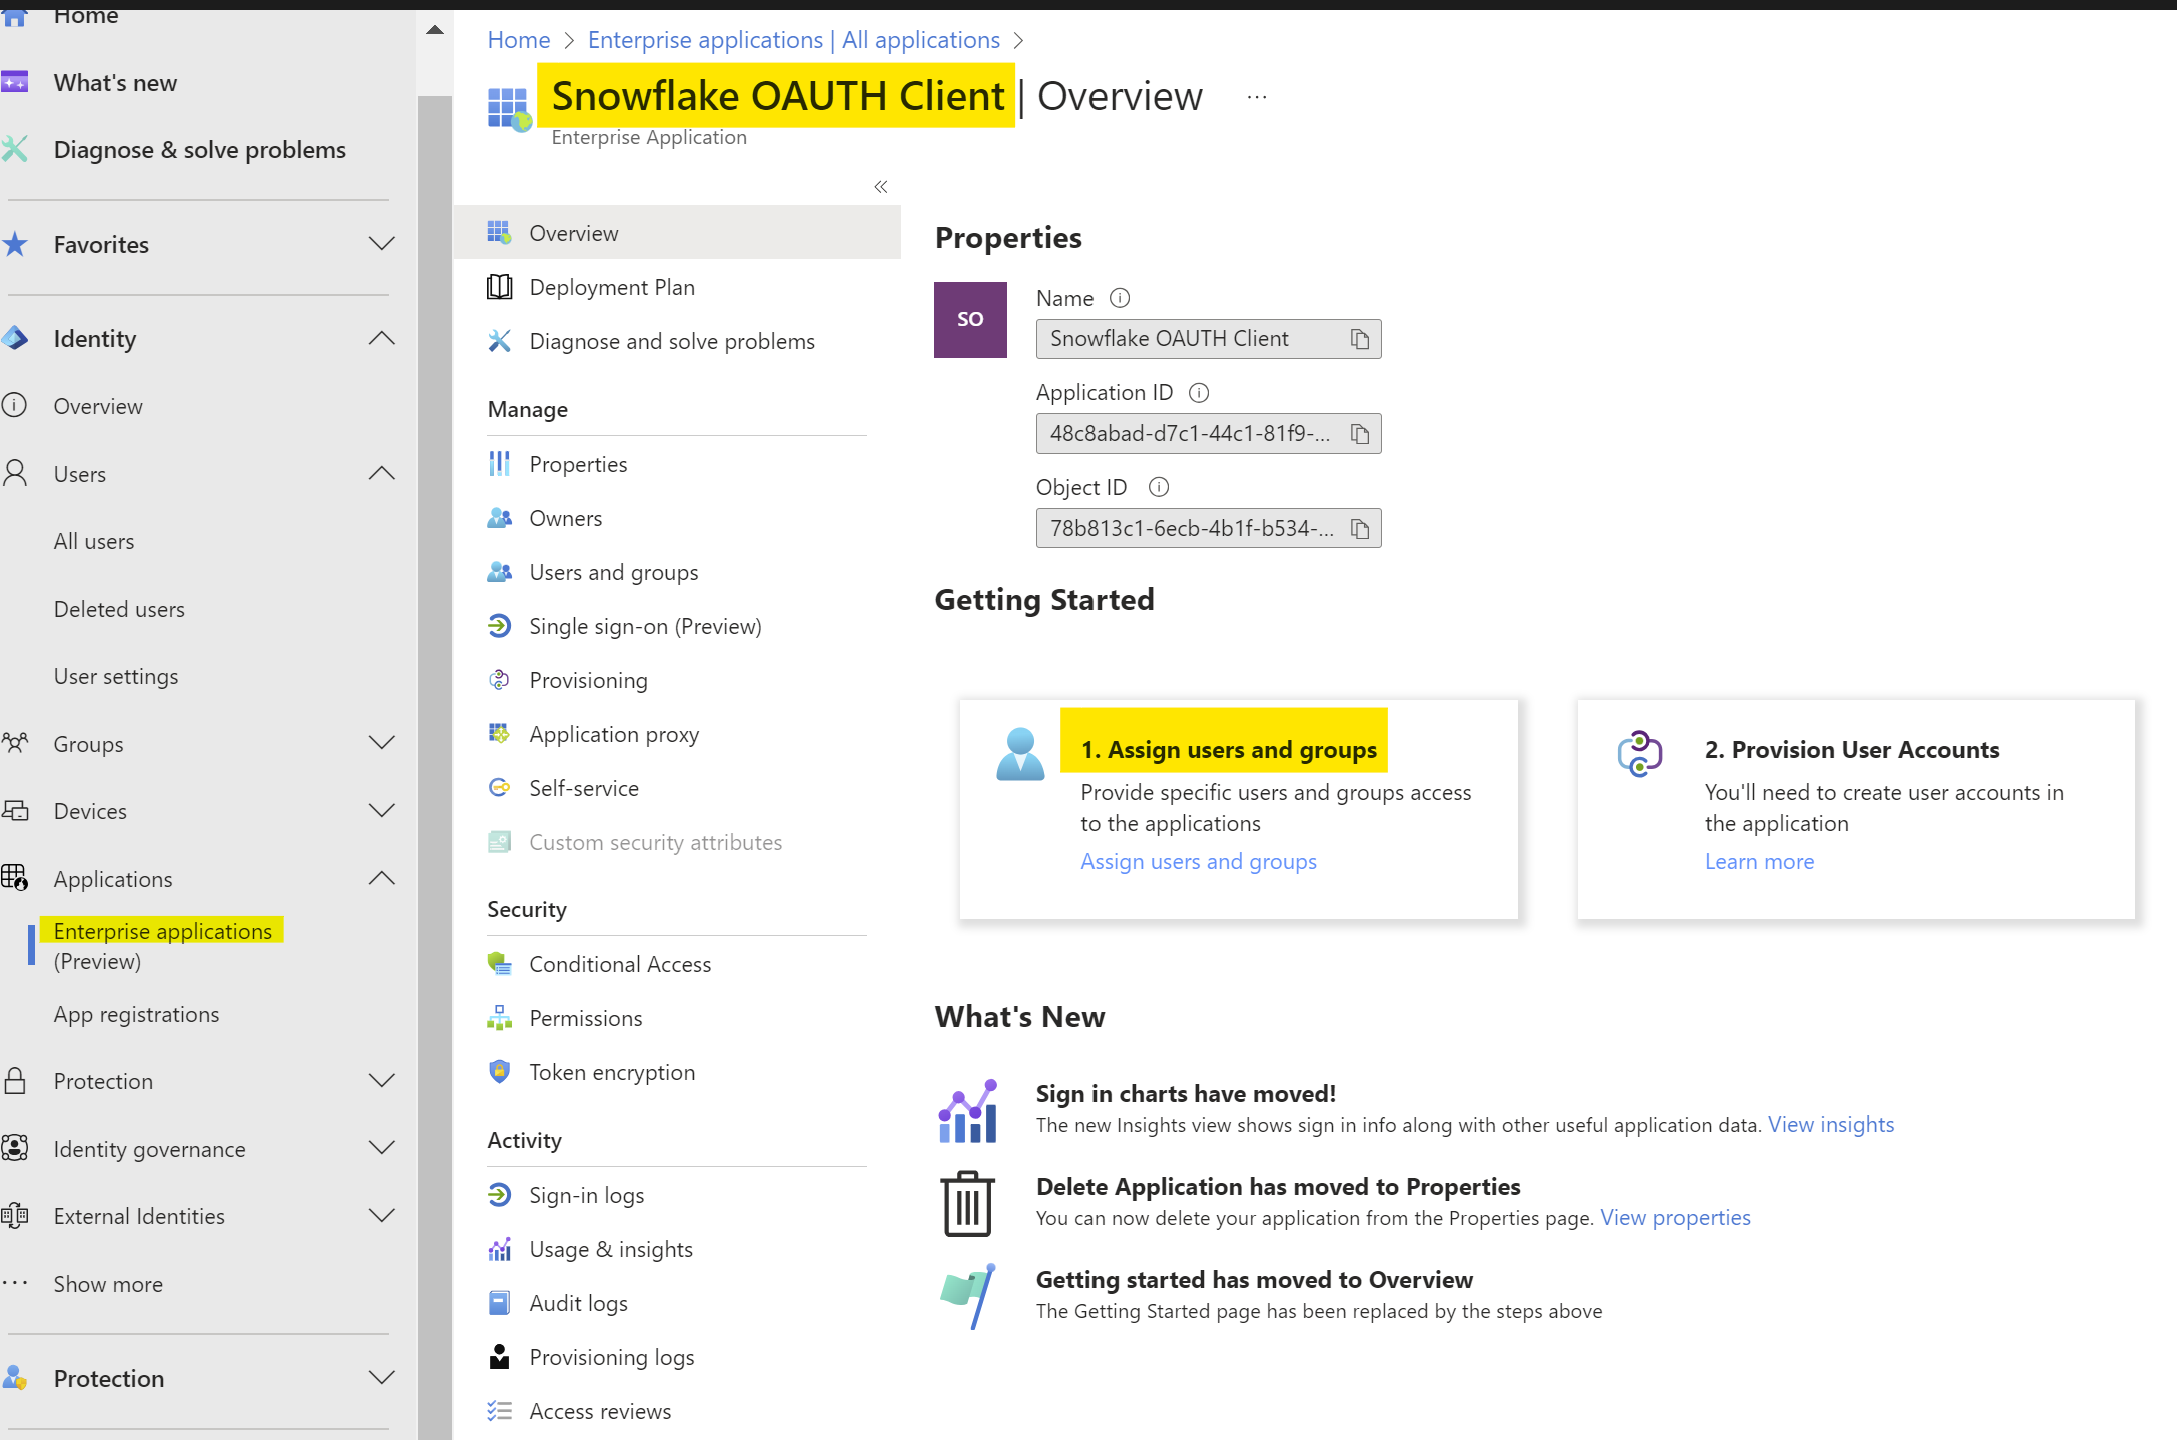 Home
What's new
Diagnose & solve problems
Favorites
Identity
Overview
Users
All users
Deleted users
User settings
Groups
Devices
Applications
Enterprise applications
(Preview)
App registrations
Protection
Identity governance
External Identities
Show more
Protection
Home > Enterprise applications | All applications >
Snowflake OAUTH Client | Overview ...
Enterprise Application
«
Overview
Deployment Plan
Diagnose and solve problems
Manage
Properties
Owners
Users and groups
Single sign-on (Preview)
Provisioning
Application proxy
Self-service
Custom security attributes
Security
Conditional Access
Permissions
Token encryption
Activity
Sign-in logs
Usage & insights
Audit logs
Provisioning logs
Access reviews
Properties
SO
Name
Snowflake OAUTH Client
Application ID
48c8abad-d7c1-44c1-81f9-...
Object ID
78b813c1-6ecb-4b1f-b534-...
Getting Started
1. Assign users and groups
Provide specific users and groups access
to the applications
Assign users and groups
2. Provision User Accounts
You'll need to create user accounts in
the application
Learn more
What's New
Sign in charts have moved!
The new Insights view shows sign in info along with other useful application data. View insights
Delete Application has moved to Properties
You can now delete your application from the Properties page. View properties
Getting started has moved to Overview
The Getting Started page has been replaced by the steps above